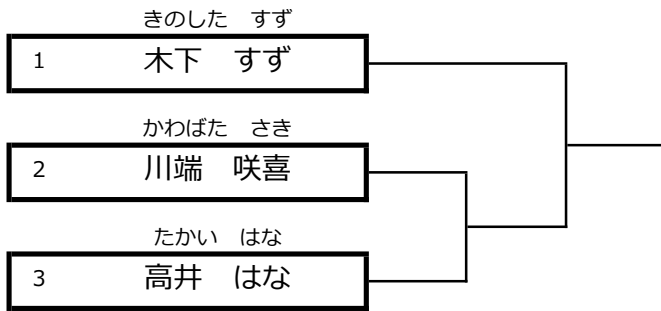 きのした　すず
1　木下　すず
かわばた　さき
2　川端　咲喜
たかい　はな
3　高井　はな